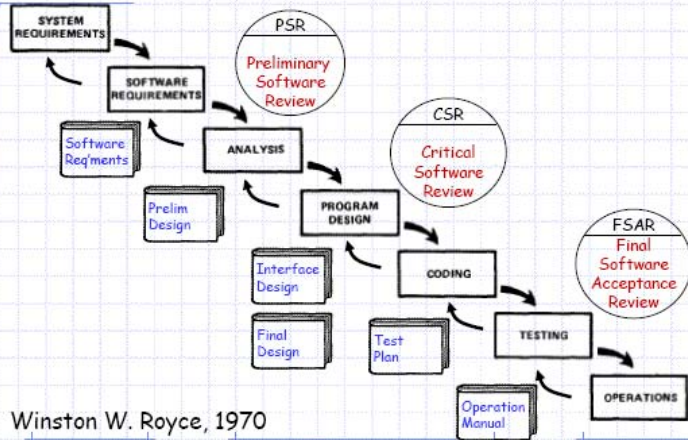 SYSTEM
REQUIREMENTS
PSR
Preliminary
Software
Review
SOFTWARE
REQUIREMENTS
CSR
Critical
Software
Review
Software
Req'ments
ANALYSIS
Prelim
Design
PROGRAM
DESIGN
FSAR
Final
Software
Acceptance
Review
Interface
Design
CODING
Final
Design
Test
Plan
TESTING
Operation
Manual
OPERATIONS
Winston W. Royce, 1970